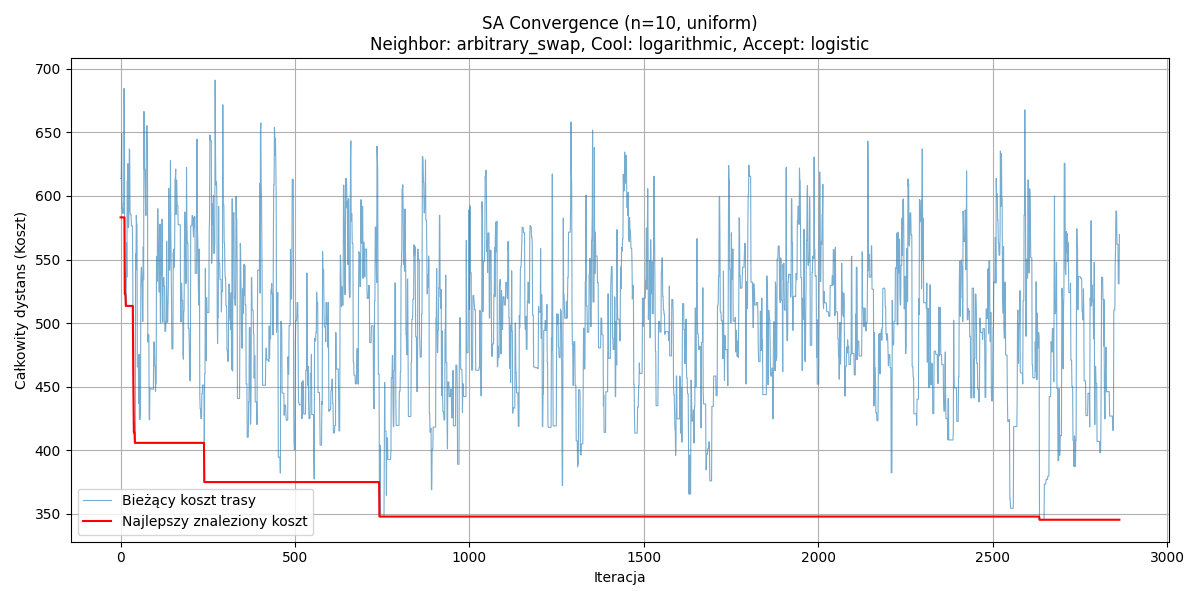 SA Convergence (n=10, uniform)
Neighbor: arbitrary_swap, Cool: logarithmic, Accept: logistic
Całkowity dystans (Koszt)
700
650
600
550
500
450
400
350
Bieżący koszt trasy
Najlepszy znaleziony koszt
0
500
1000
1500
2000
2500
3000
Iteracja